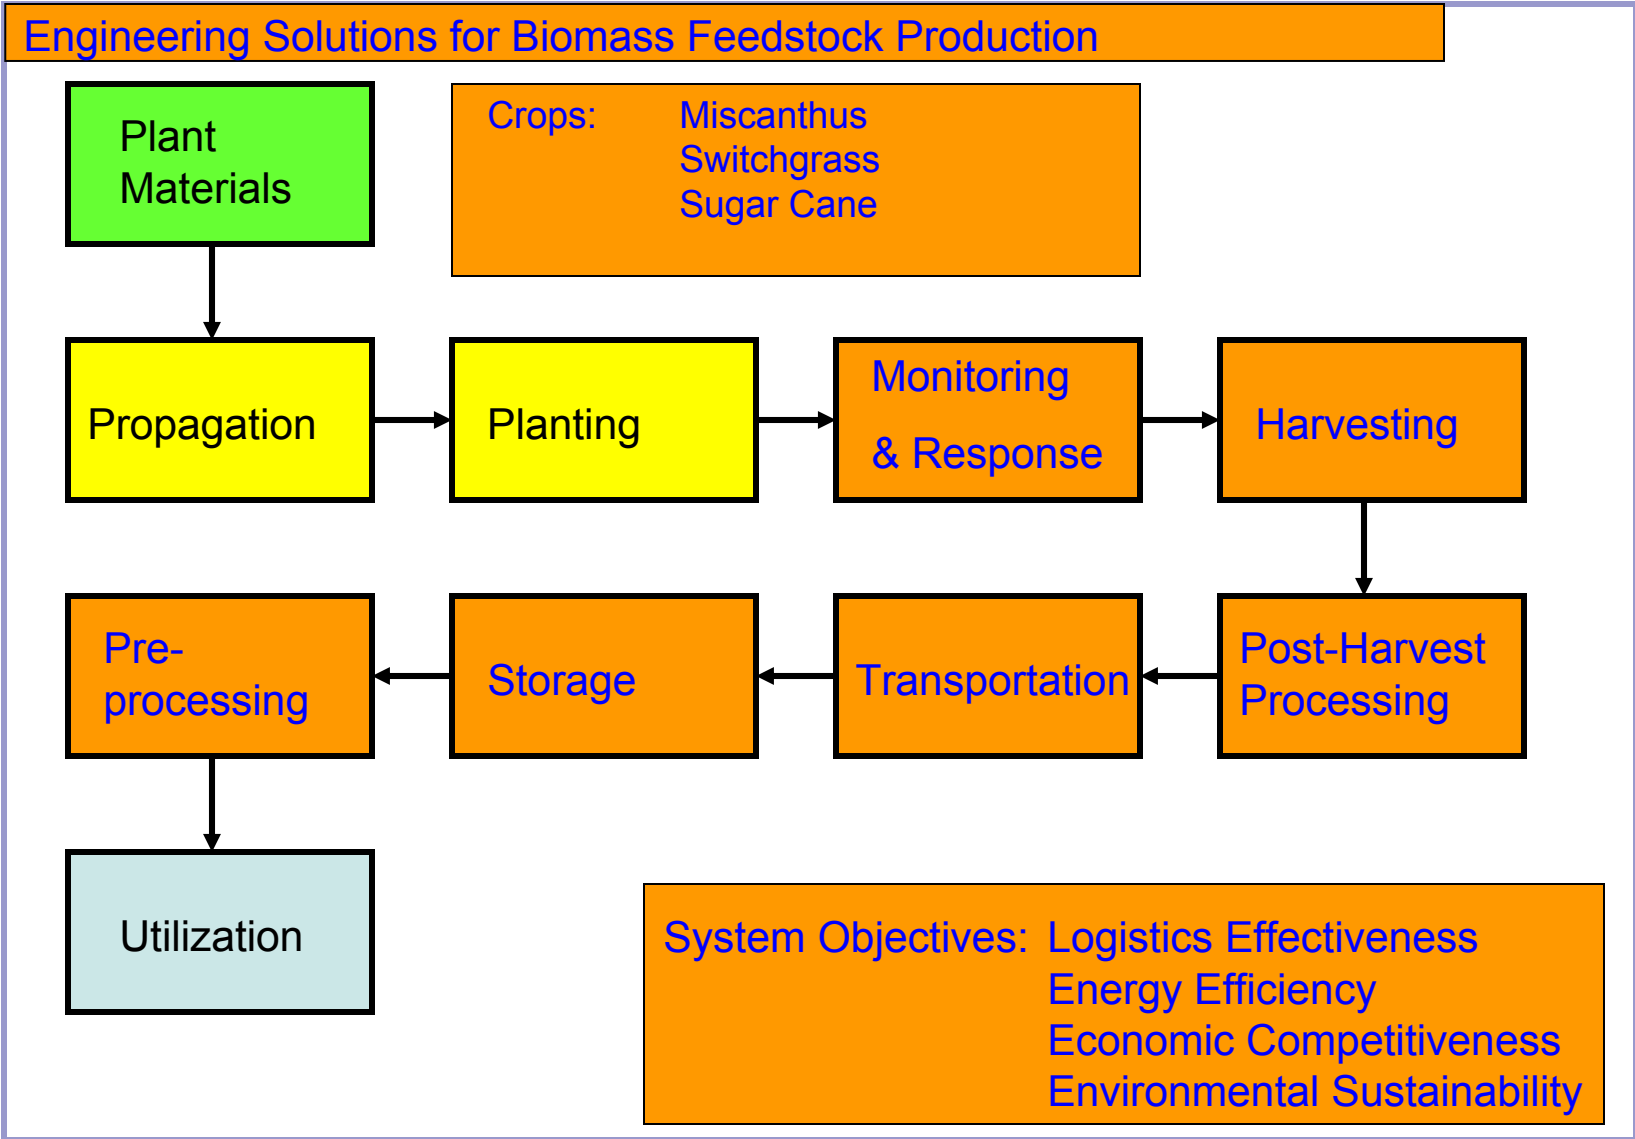 Engineering Solutions for Biomass Feedstock Production
Plant
Materials
Crops: Miscanthus
Switchgrass
Sugar Cane
Propagation
Planting
Monitoring
& Response
Harvesting
Pre-
processing
Storage
Transportation
Post-Harvest
Processing
Utilization
System Objectives: Logistics Effectiveness
Energy Efficiency
Economic Competitiveness
Environmental Sustainability